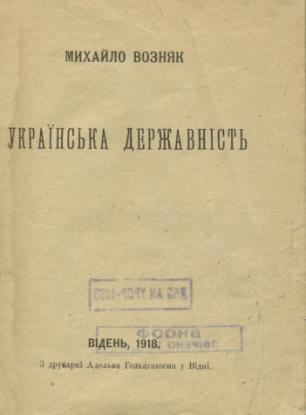 МИХАЙЛО ВОЗНЯК
УКРАЇНСЬКА ДЕРЖАВНІСТЬ
ВІДЕНЬ, 1918.
З друкарні Адольфа Гольцгавзена у Відні.